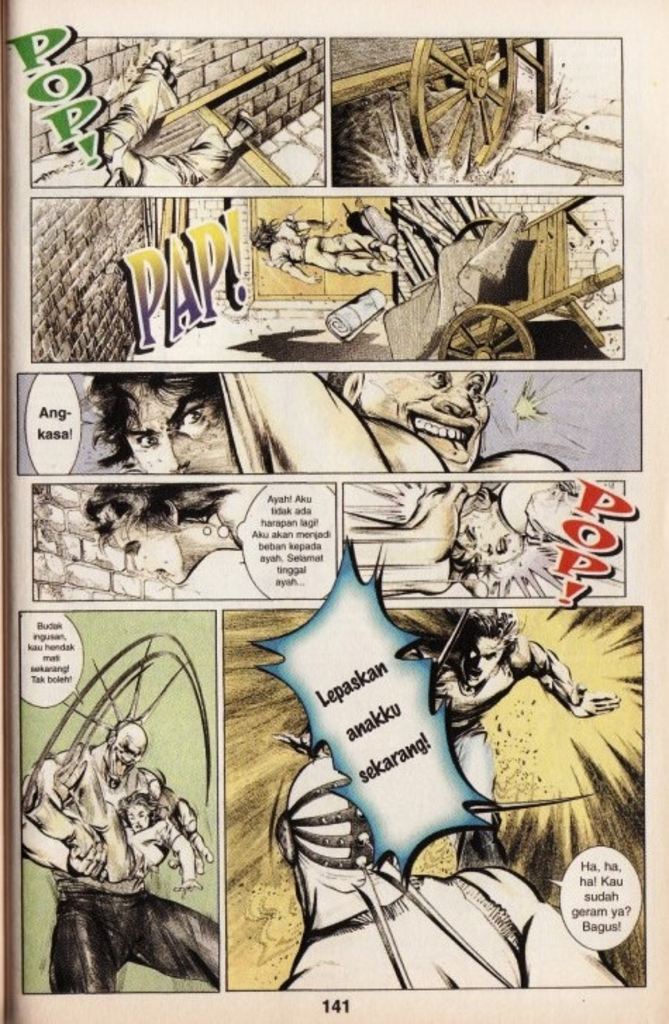 POP!
PAP!
Ang-
kasa!
Ayah! Aku
tidak ada
harapan lagi!
Aku akan menjadi
beban kepada
ayah. Selamat
tinggal
ayah...
POP!
Budak
ingusan,
kau hendak
mati
sekarang!
Tak boleh!
Lepaskan
anakku
sekarang!
Ha, ha,
ha! Kau
sudah
geram ya?
Bagus!
141